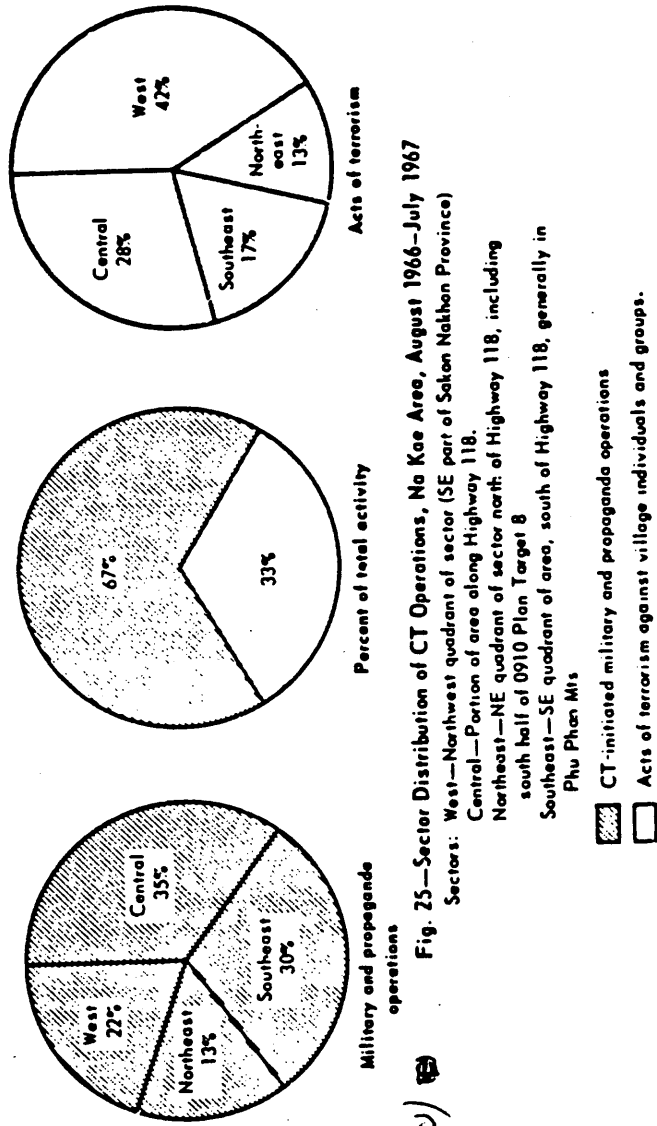 West
22%
Central
35%
Northeast
13%
Southeast
30%
Military and propagande
operations
67%
33%
Percent of total ectivity
Central
28%
West
42%
Southeast
17%
North-
east
13%
Acts of terrorism
Fig. 25—Sector Distribution of CT Operations, Na Kae Area, August 1966–July 1967
Sectors: West—Northwest quadrant of sector (SE part of Sakon Nakhon Province)
Central—Portion of area along Highway 118.
Northeast—NE quadrant of sector north of Highway 118, including
south half of 0910 Plan Target 8
Southeast—SE quadrant of area, south of Highway 118, generally in
Phu Phan Mts
CT-initiated military and propaganda operations
Acts of terrorism against village individuals and groups.